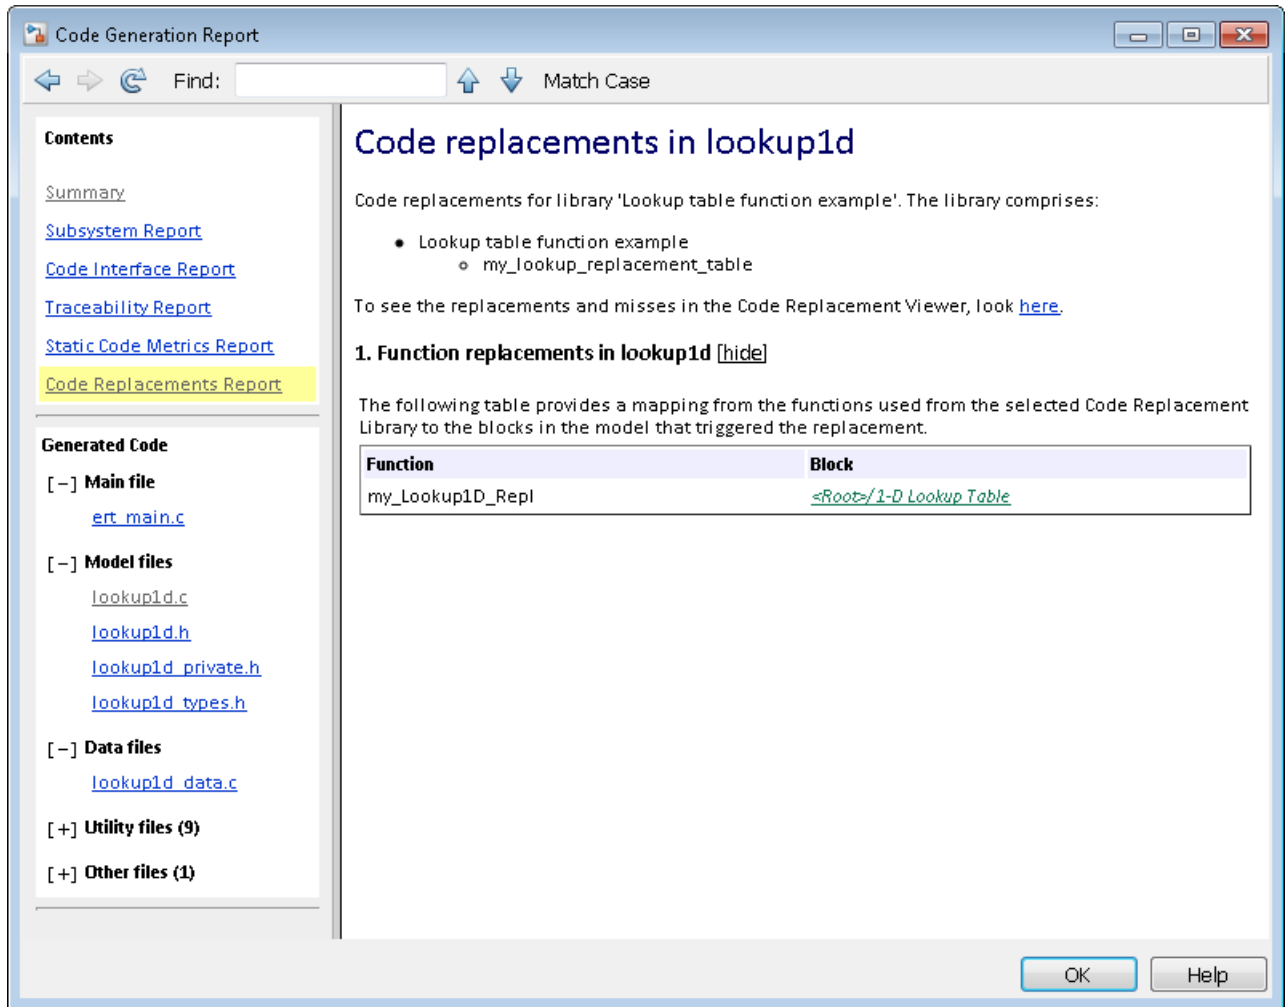 Code Generation Report
Find:
Match Case
Contents
Summary
Subsystem Report
Code Interface Report
Traceability Report
Static Code Metrics Report
Code Replacements Report
Generated Code
[-] Main file
ert_main.c
[-] Model files
lookup1d.c
lookup1d.h
lookup1d_private.h
lookup1d_types.h
[-] Data files
lookup1d_data.c
[+] Utility files (9)
[+] Other files (1)
Code replacements in lookup1d
Code replacements for library 'Lookup table function example'. The library comprises:
• Lookup table function example
○ my_lookup_replacement_table
To see the replacements and misses in the Code Replacement Viewer, look here.
1. Function replacements in lookup1d [hide]
The following table provides a mapping from the functions used from the selected Code Replacement
Library to the blocks in the model that triggered the replacement.
Function Block
my_Lookup1D_Repl <Root>/1-D Lookup Table
OK Help